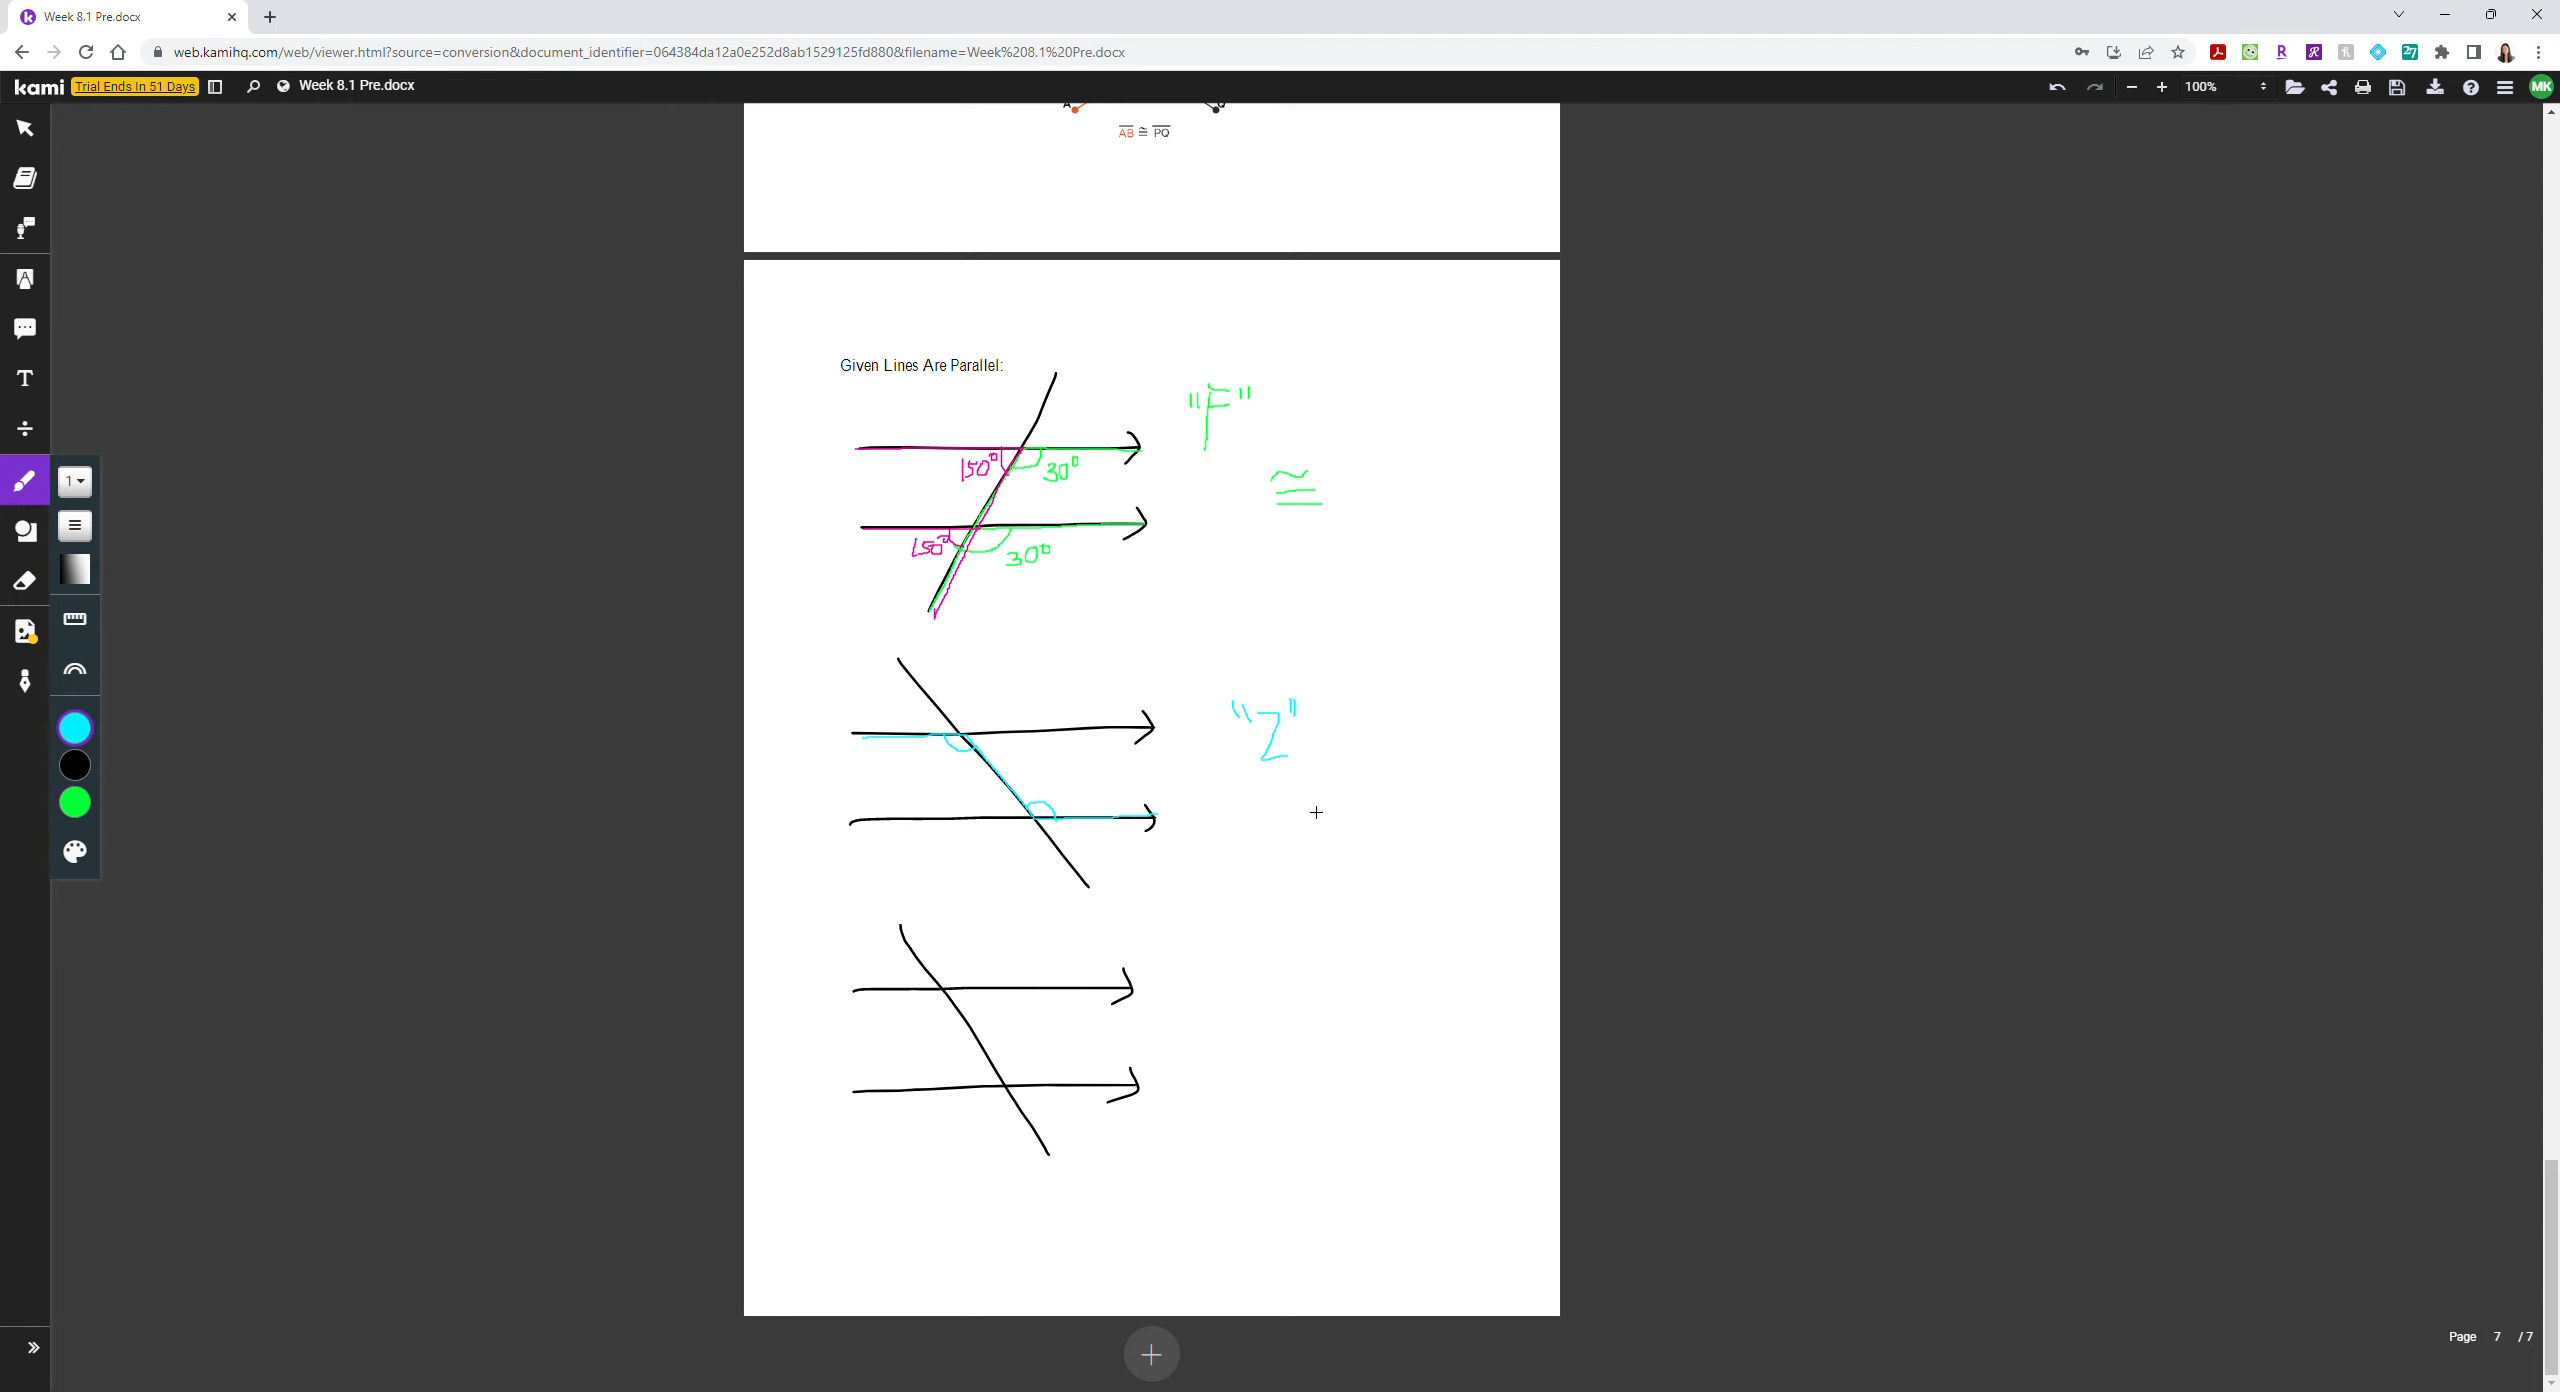 Week 8.1 Pre.docx
web.kamihq.com/web/viewer.html?source=conversion&document_identifier=064384da12a0e252d8ab1529125fd880&filename=Week%208.1%20Pre.docx
kami Trial Ends In 51 Days Week 8.1 Pre.docx 100% MK
A Q
AB ≅ PQ
Given Lines Are Parallel:
"F"
150° 30°
≅
150° 30°
"Z"
1
Page 7 / 7